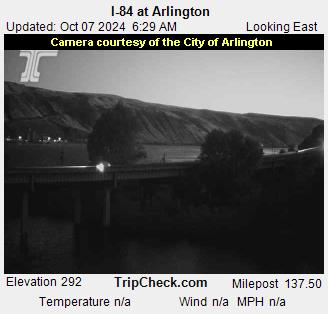 I-84 at Arlington
Updated: Oct 07 2024 6:29 AM Looking East
Camera courtesy of the City of Arlington
Elevation 292 TripCheck.com Milepost 137.50
Temperature n/a Wind n/a MPH n/a